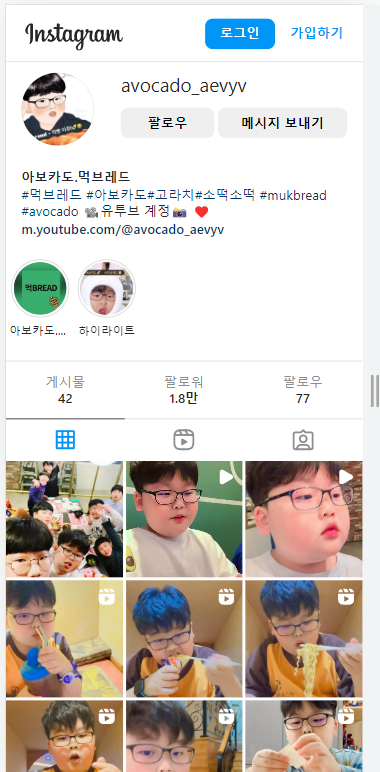 Instagram
로그인 가입하기
avocado_aevyv
팔로우 메시지 보내기
아보카도.먹브레드
#먹브레드 #아보카도#고라치#소떡소떡 #mukbread
#avocado 📽️유투브 계정📸 ❤️
m.youtube.com/@avocado_aevyv
먹BREAD
아보카도.... 하이라이트
게시물 팔로워 팔로우
42 1.8만 77